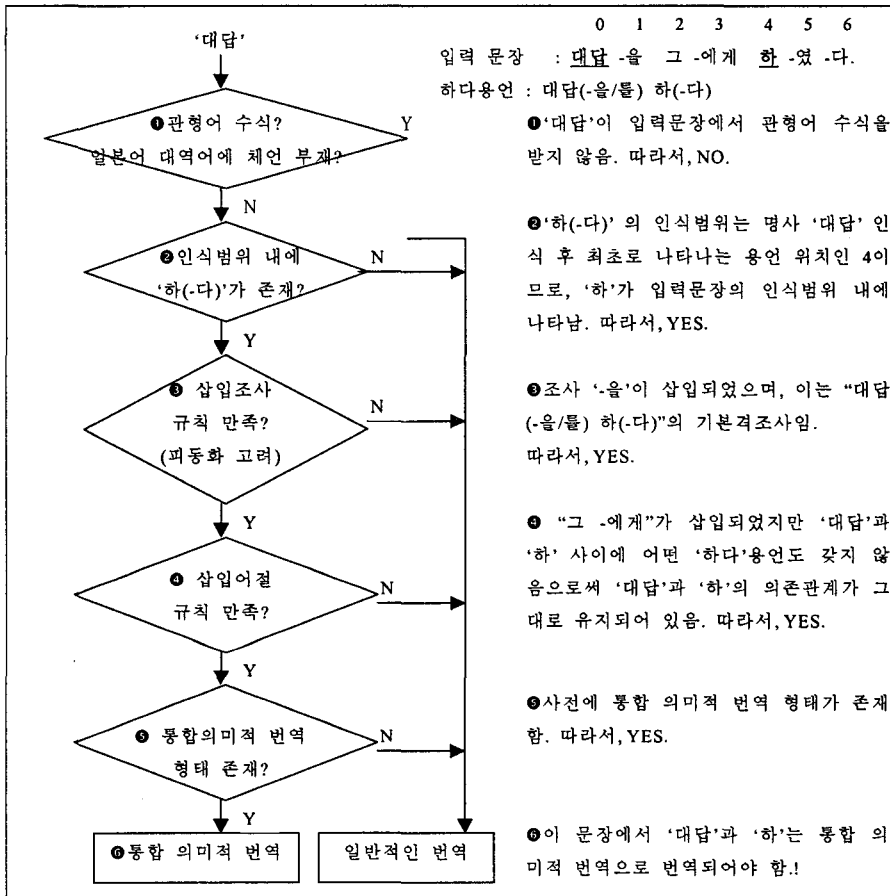 0 1 2 3 4 5 6
'대답'
입력 문장 : 대답 -을 그 -에게 하 -였 -다.
하다용언 : 대답(-을/를) 하(-다)
❶관형어 수식?
일본어 대역어에 체언 부재?
Y
N
❶'대답'이 입력문장에서 관형어 수식을
받지 않음. 따라서, NO.
❷인식범위 내에
'하(-다)'가 존재?
N
Y
❷'하(-다)' 의 인식범위는 명사 '대답' 인
식 후 최초로 나타나는 용언 위치인 4이
므로, '하'가 입력문장의 인식범위 내에
나타남. 따라서, YES.
❸ 삽입조사
규칙 만족?
(피동화 고려)
N
Y
❸조사 '-을'이 삽입되었으며, 이는 "대답
(-을/를) 하(-다)"의 기본격조사임.
따라서, YES.
❹ 삽입어절
규칙 만족?
N
Y
❹ "그 -에게"가 삽입되었지만 '대답'과
'하' 사이에 어떤 '하다'용언도 갖지 않
음으로써 '대답'과 '하'의 의존관계가 그
대로 유지되어 있음. 따라서, YES.
❺ 통합의미적 번역
형태 존재?
N
Y
❺사전에 통합 의미적 번역 형태가 존재
함. 따라서, YES.
❻통합 의미적 번역
일반적인 번역
❻이 문장에서 '대답'과 '하'는 통합 의
미적 번역으로 번역되어야 함.!